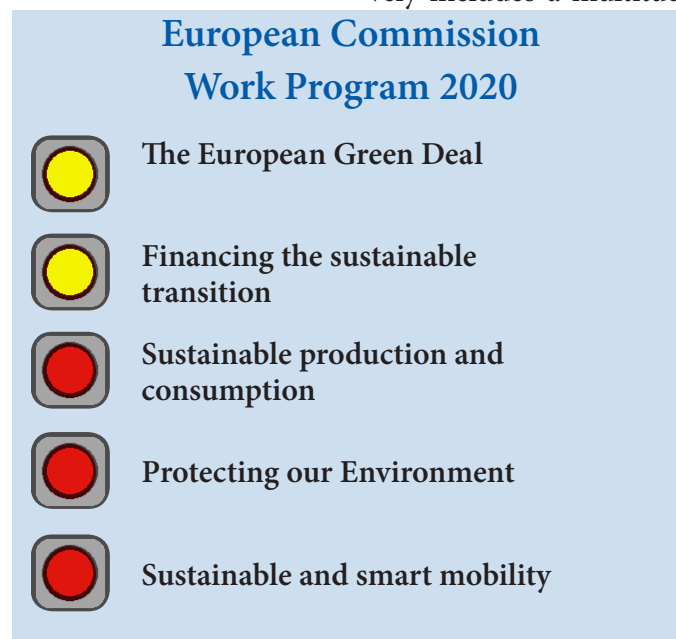 European Commission
Work Program 2020
The European Green Deal
Financing the sustainable
transition
Sustainable production and
consumption
Protecting our Environment
Sustainable and smart mobility